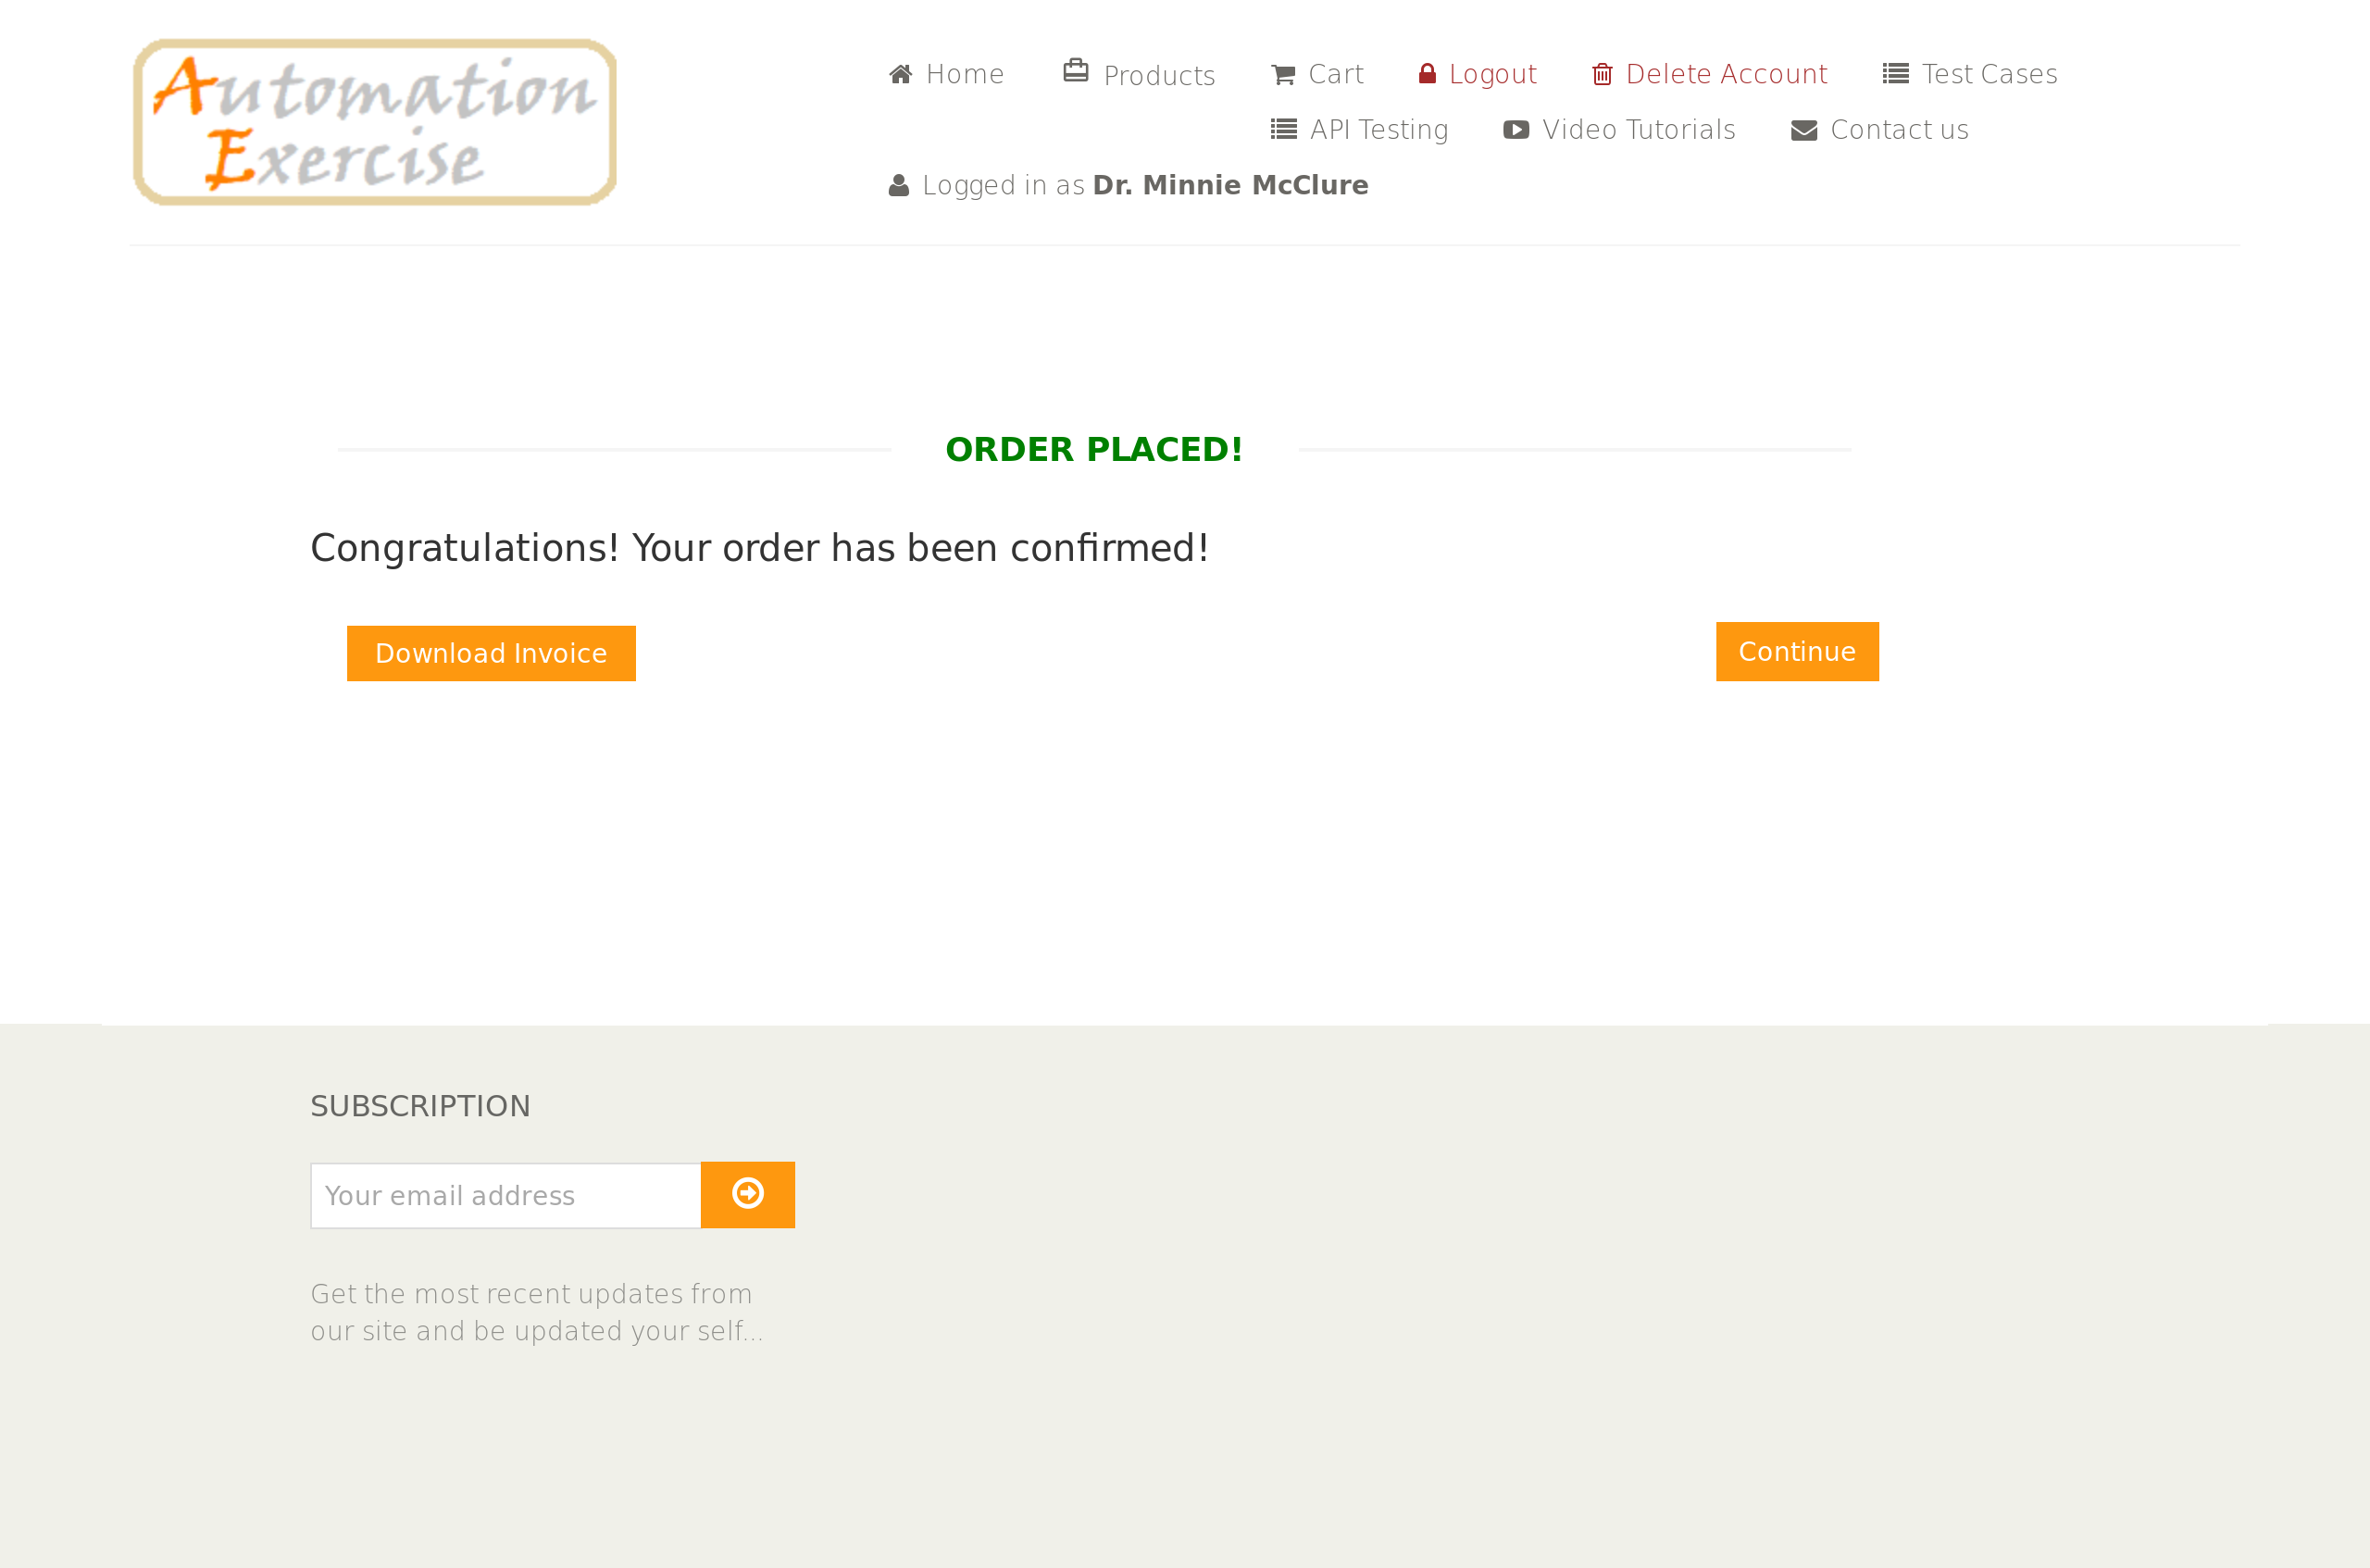 Automation
Exercise
Home Products Cart Logout Delete Account Test Cases
API Testing Video Tutorials Contact us
Logged in as Dr. Minnie McClure
ORDER PLACED!
Congratulations! Your order has been confirmed!
Download Invoice Continue
SUBSCRIPTION
Your email address
Get the most recent updates from
our site and be updated your self...